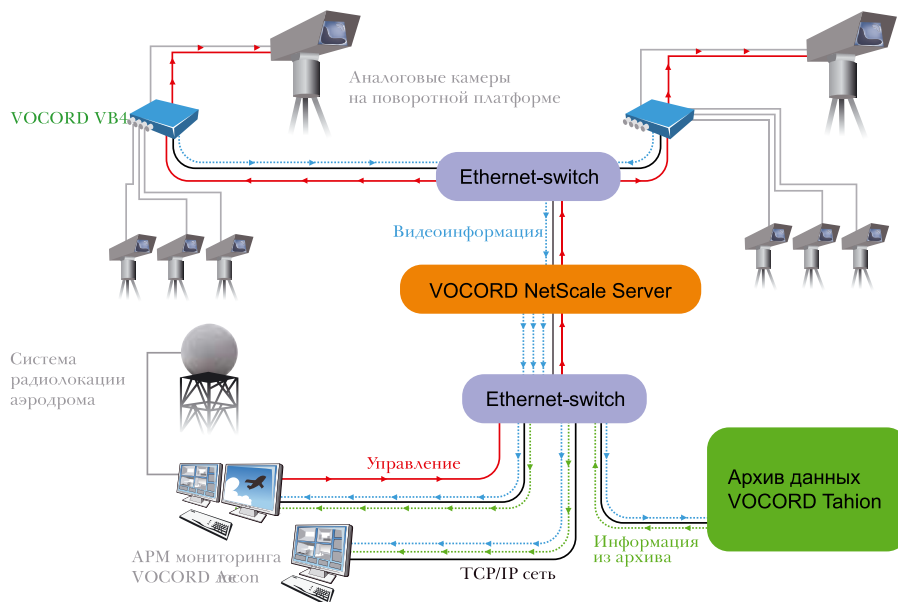 Аналоговые камеры
на поворотной платформе
VOCORD VB4
Ethernet-switch
Видеоинформация
VOCORD NetScale Server
Система
радиолокации
аэродрома
Ethernet-switch
Управление
Архив данных
VOCORD Tahion
Информация
из архива
АРМ мониторинга
VOCORD
TCP/IP сеть